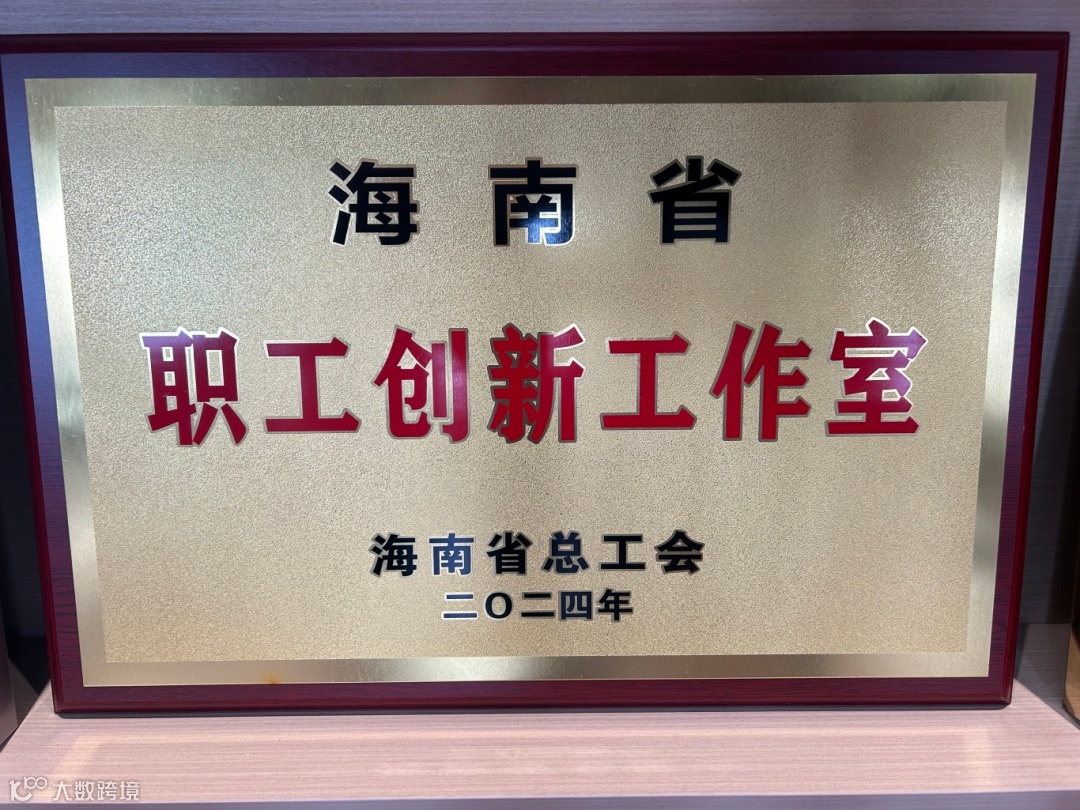 海南省
职工创新工作室
海南省总工会
二〇二四年
大数跨境